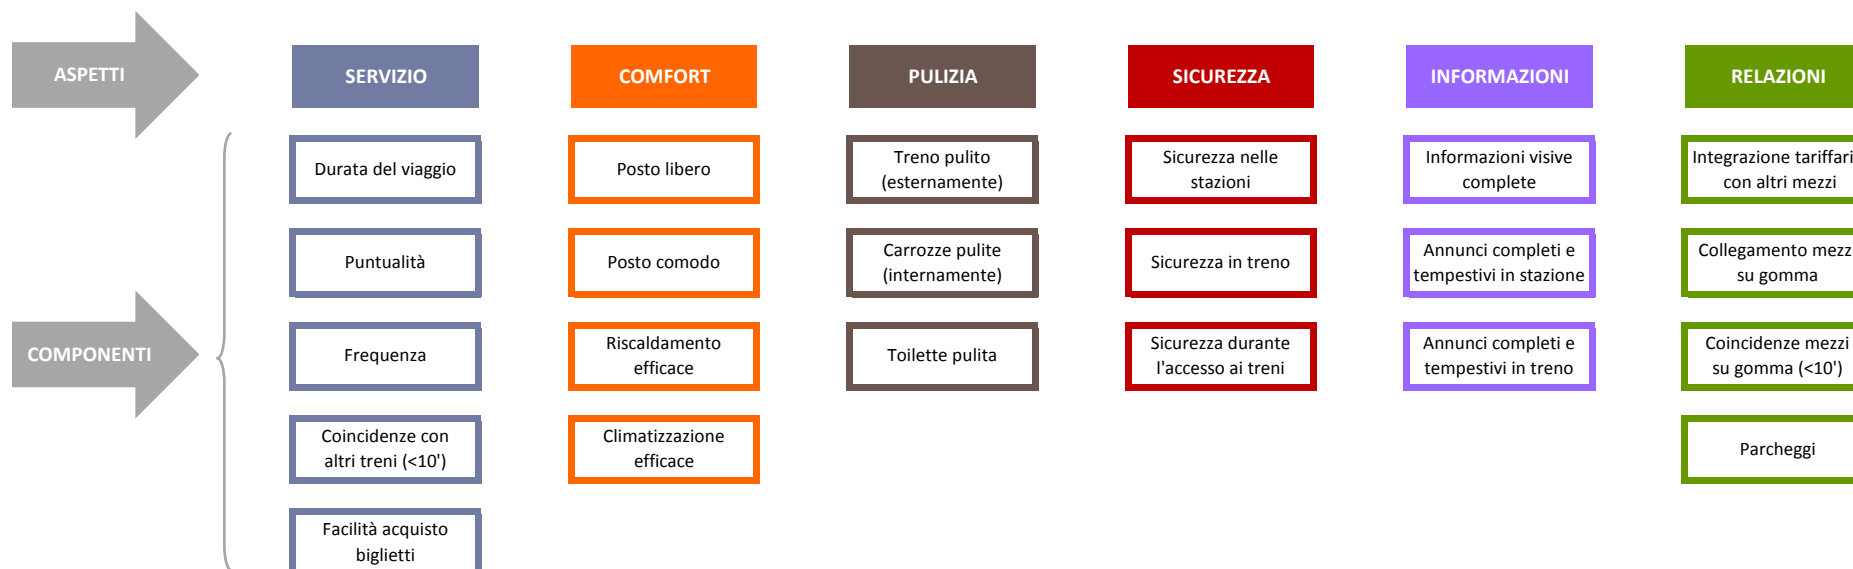 ASPETTI
SERVIZIO
COMFORT
PULIZIA
SICUREZZA
INFORMAZIONI
RELAZIONI
COMPONENTI
Durata del viaggio
Posto libero
Treno pulito
(esternamente)
Sicurezza nelle
stazioni
Informazioni visive
complete
Integrazione tariffari
con altri mezzi
Puntualità
Posto comodo
Carrozze pulite
(internamente)
Sicurezza in treno
Annunci completi e
tempestivi in stazione
Collegamento mezz
su gomma
Frequenza
Riscaldamento
efficace
Toilette pulita
Sicurezza durante
l'accesso ai treni
Annunci completi e
tempestivi in treno
Coincidenze mezzi
su gomma (<10')
Coincidenze con
altri treni (<10')
Climatizzazione
efficace
Parcheggi
Facilità acquisto
biglietti